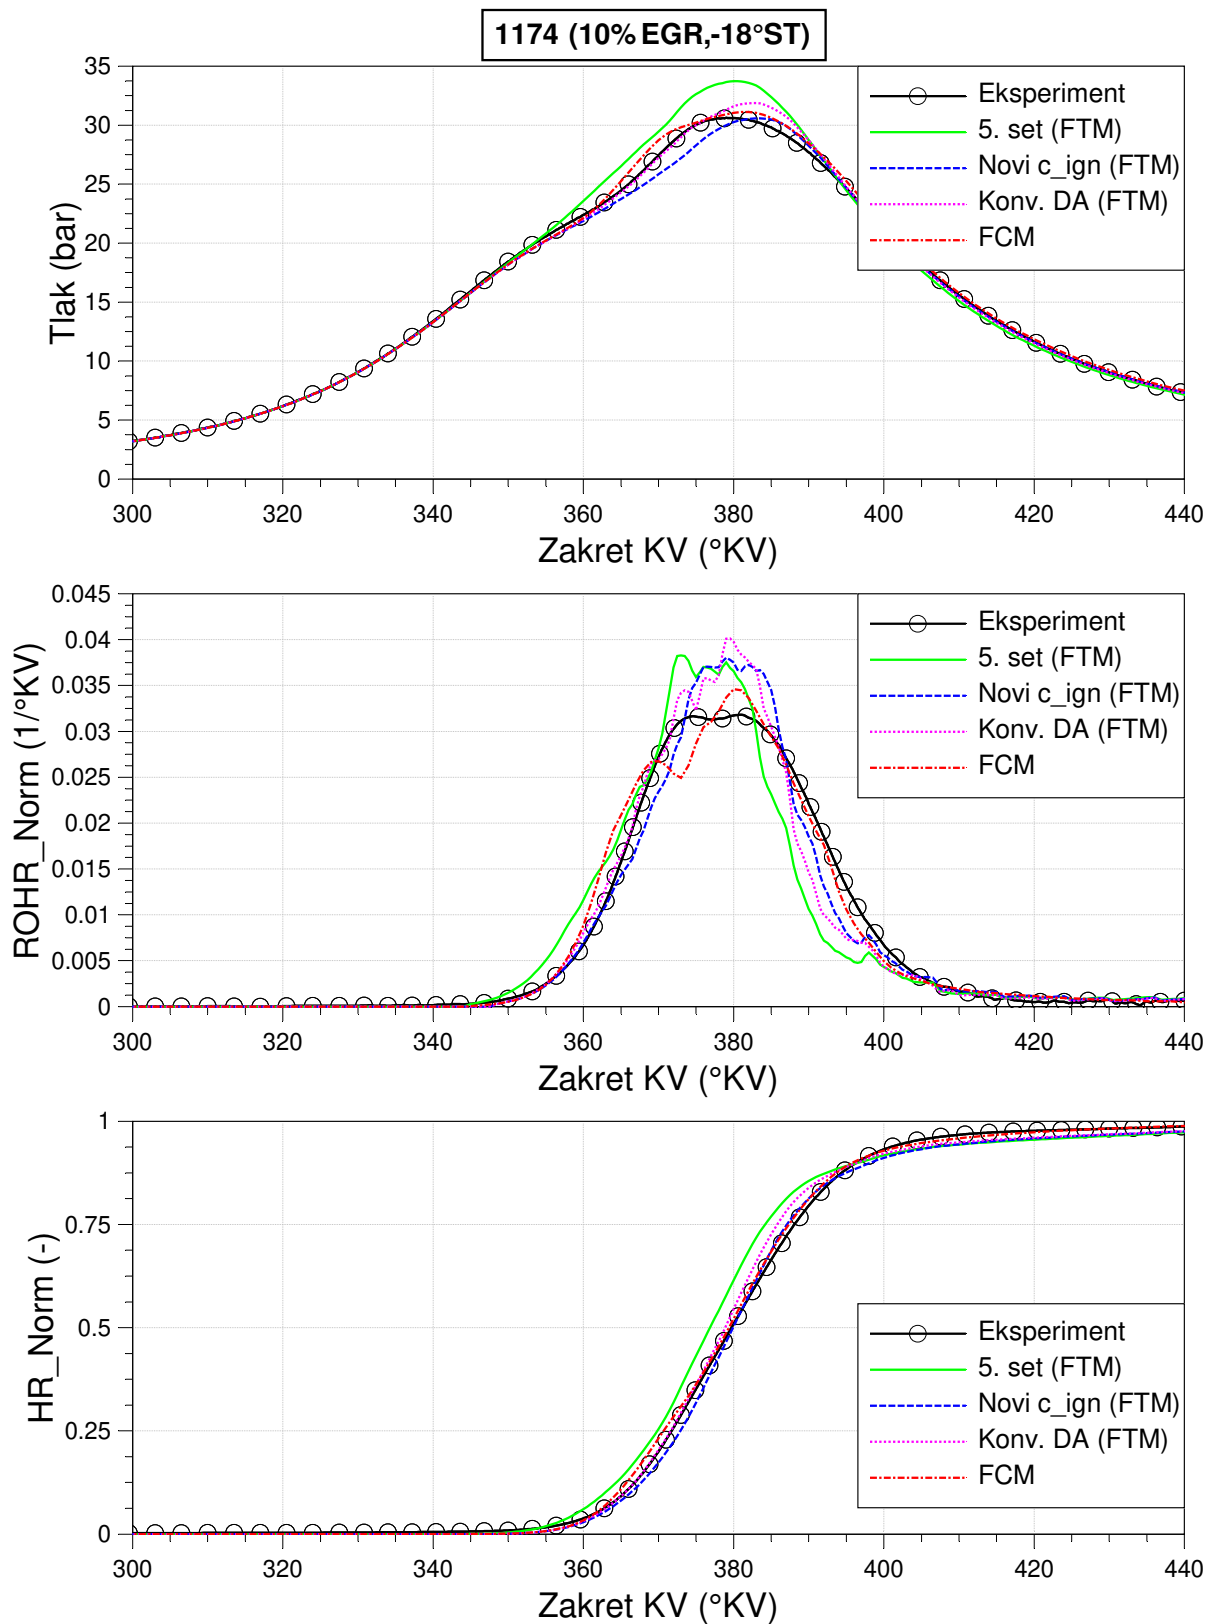 1174 (10% EGR,-18°ST)
35
30
25
20
15
10
5
0
Tlak (bar)
Eksperiment
5. set (FTM)
Novi c_ign (FTM)
Konv. DA (FTM)
FCM
300 320 340 360 380 400 420 440
Zakret KV (°KV)
0.045
0.04
0.035
0.03
0.025
0.02
0.015
0.01
0.005
0
ROHR_Norm (1/°KV)
Eksperiment
5. set (FTM)
Novi c_ign (FTM)
Konv. DA (FTM)
FCM
300 320 340 360 380 400 420 440
Zakret KV (°KV)
1
0.75
0.5
0.25
0
HR_Norm (-)
Eksperiment
5. set (FTM)
Novi c_ign (FTM)
Konv. DA (FTM)
FCM
300 320 340 360 380 400 420 440
Zakret KV (°KV)